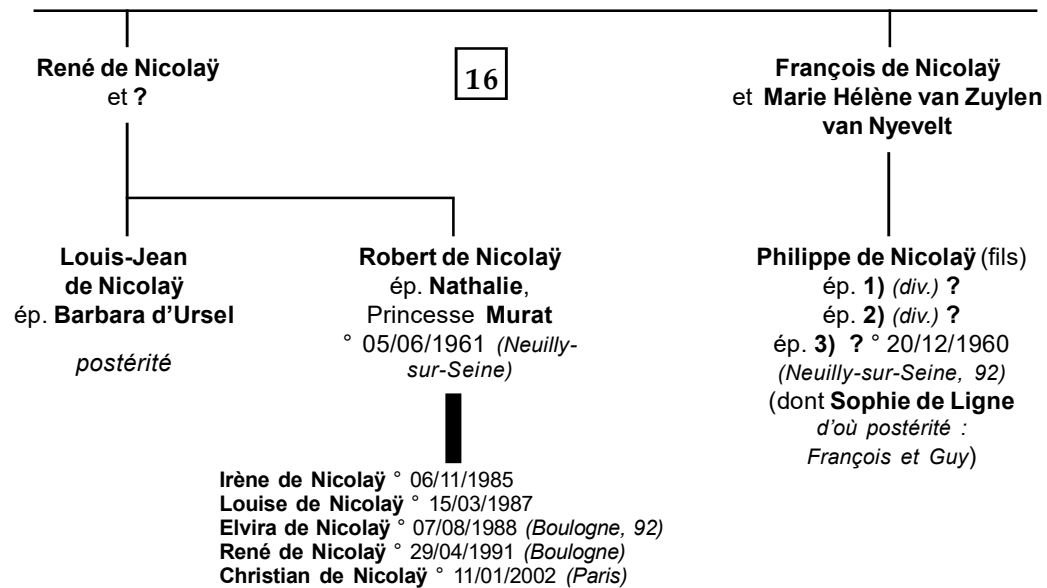 René de Nicolaÿ
et ?
16
François de Nicolaÿ
et Marie Hélène van Zuylen
van Nyevelt
Louis-Jean
de Nicolaÿ
ép. Barbara d'Ursel
postérité
Robert de Nicolaÿ
ép. Nathalie,
Princesse Murat
° 05/06/1961 (Neuilly-
sur-Seine)
Philippe de Nicolaÿ (fils)
ép. 1) (div.) ?
ép. 2) (div.) ?
ép. 3) ? ° 20/12/1960
(Neuilly-sur-Seine, 92)
(dont Sophie de Ligne
d'où postérité :
François et Guy)
Irène de Nicolaÿ ° 06/11/1985
Louise de Nicolaÿ ° 15/03/1987
Elvira de Nicolaÿ ° 07/08/1988 (Boulogne, 92)
René de Nicolaÿ ° 29/04/1991 (Boulogne)
Christian de Nicolaÿ ° 11/01/2002 (Paris)